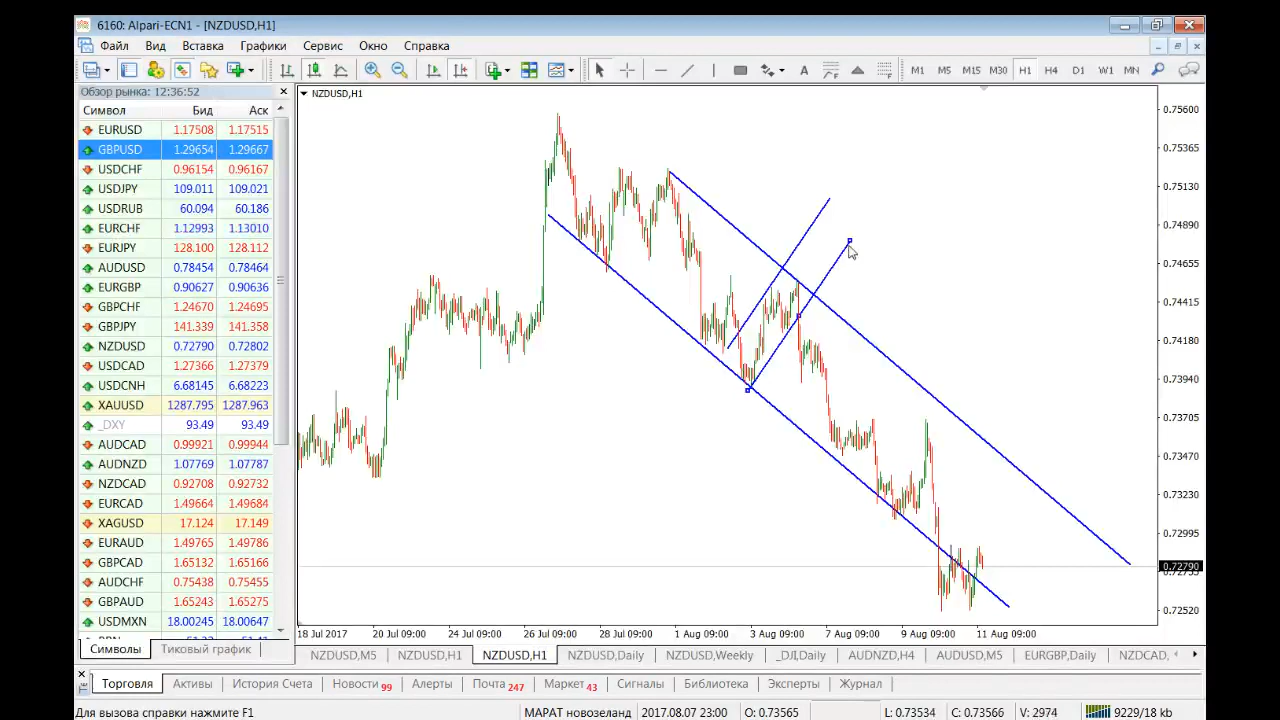 6160: Alpari-ECN1 - [NZDUSD,H1]
Файл Вид Вставка Графики Сервис Окно Справка
A M1 M5 M15 M30 H1 H4 D1 W1 MN
Обзор рынка: 12:36:52
Символ Бид Аск
EURUSD 1.17508 1.17515
GBPUSD 1.29654 1.29667
USDCHF 0.96154 0.96167
USDJPY 109.011 109.021
USDRUB 60.094 60.186
EURCHF 1.12993 1.13010
EURJPY 128.100 128.112
AUDUSD 0.78454 0.78464
EURGBP 0.90627 0.90636
GBPCHF 1.24670 1.24695
GBPJPY 141.339 141.358
NZDUSD 0.72790 0.72802
USDCAD 1.27366 1.27379
USDCNH 6.68145 6.68223
XAUUSD 1287.795 1287.963
_DXY 93.49 93.49
AUDCAD 0.99921 0.99944
AUDNZD 1.07769 1.07787
NZDCAD 0.92708 0.92732
EURCAD 1.49664 1.49684
XAGUSD 17.124 17.149
EURAUD 1.49765 1.49786
GBPCAD 1.65132 1.65166
AUDCHF 0.75438 0.75455
GBPAUD 1.65243 1.65275
USDMXN 18.00245 18.00647
Символы Тиковый график
NZDUSD,H1
0.75600
0.75365
0.75130
0.74890
0.74655
0.74415
0.74180
0.73940
0.73705
0.73470
0.73230
0.72995
0.72790
0.72520
18 Jul 2017 20 Jul 09:00 24 Jul 09:00 26 Jul 09:00 28 Jul 09:00 1 Aug 09:00 3 Aug 09:00 7 Aug 09:00 9 Aug 09:00 11 Aug 09:00
NZDUSD,M5 NZDUSD,H1 NZDUSD,H1 NZDUSD,Daily NZDUSD,Weekly _DJI,Daily AUDNZD,H4 AUDUSD,M5 EURGBP,Daily NZDCAD,
Торговля Активы История Счета Новости 99 Алерты Почта 247 Маркет 43 Сигналы Библиотека Эксперты Журнал
Для вызова справки нажмите F1 МАРАТ новозеланд 2017.08.07 23:00 O: 0.73565 L: 0.73534 C: 0.73566 V: 2974 9229/18 kb